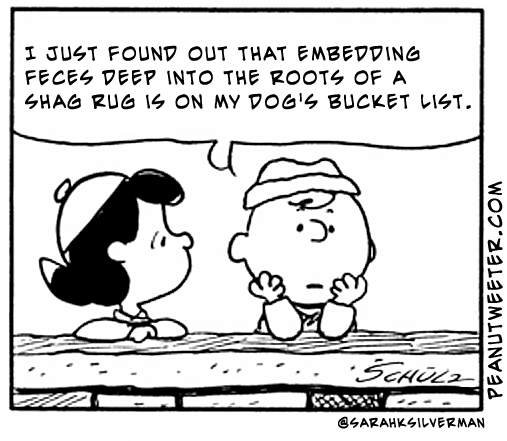 I JUST FOUND OUT THAT EMBEDDING
FECES DEEP INTO THE ROOTS OF A
SHAG RUG IS ON MY DOG'S BUCKET LIST.
PEANUTWEETER.COM
SCHULZ
@SARAHKSILVERMAN